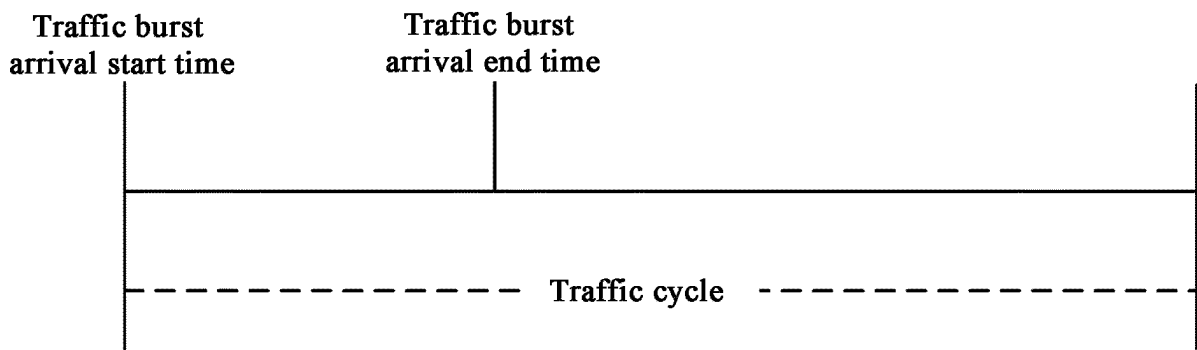 Traffic burst
arrival start time
Traffic burst
arrival end time
Traffic cycle